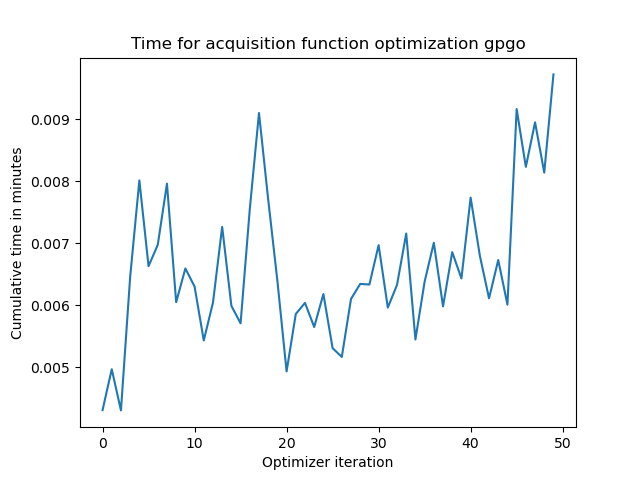 Time for acquisition function optimization gpgo
Cumulative time in minutes
0.009
0.008
0.007
0.006
0.005
0 10 20 30 40 50
Optimizer iteration